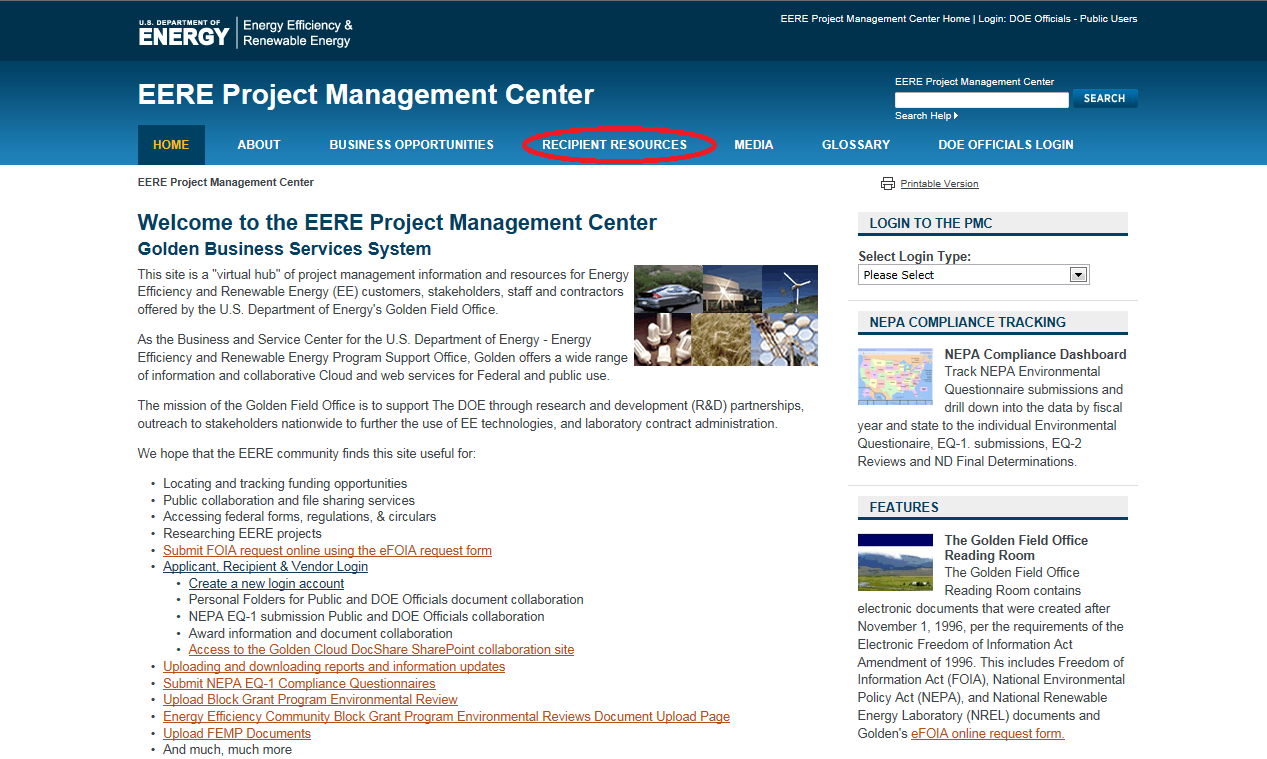 U.S. DEPARTMENT OF
ENERGY
Energy Efficiency &
Renewable Energy
EERE Project Management Center Home | Login: DOE Officials - Public Users
EERE Project Management Center
EERE Project Management Center
SEARCH
Search Help
HOME ABOUT BUSINESS OPPORTUNITIES RECIPIENT RESOURCES MEDIA GLOSSARY DOE OFFICIALS LOGIN
EERE Project Management Center
Printable Version
Welcome to the EERE Project Management Center
Golden Business Services System
This site is a "virtual hub" of project management information and resources for Energy
Efficiency and Renewable Energy (EE) customers, stakeholders, staff and contractors
offered by the U.S. Department of Energy's Golden Field Office.
As the Business and Service Center for the U.S. Department of Energy - Energy
Efficiency and Renewable Energy Program Support Office, Golden offers a wide range
of information and collaborative Cloud and web services for Federal and public use.
The mission of the Golden Field Office is to support The DOE through research and development (R&D) partnerships,
outreach to stakeholders nationwide to further the use of EE technologies, and laboratory contract administration.
We hope that the EERE community finds this site useful for:
• Locating and tracking funding opportunities
• Public collaboration and file sharing services
• Accessing federal forms, regulations, & circulars
• Researching EERE projects
• Submit FOIA request online using the eFOIA request form
• Applicant, Recipient & Vendor Login
• Create a new login account
• Personal Folders for Public and DOE Officials document collaboration
• NEPA EQ-1 submission Public and DOE Officials collaboration
• Award information and document collaboration
• Access to the Golden Cloud DocShare SharePoint collaboration site
• Uploading and downloading reports and information updates
• Submit NEPA EQ-1 Compliance Questionnaires
• Upload Block Grant Program Environmental Review
• Energy Efficiency Community Block Grant Program Environmental Reviews Document Upload Page
• Upload FEMP Documents
• And much, much more
LOGIN TO THE PMC
Select Login Type:
Please Select
NEPA COMPLIANCE TRACKING
NEPA Compliance Dashboard
Track NEPA Environmental
Questionnaire submissions and
drill down into the data by fiscal
year and state to the individual Environmental
Questionaire, EQ-1. submissions, EQ-2
Reviews and ND Final Determinations.
FEATURES
The Golden Field Office
Reading Room
The Golden Field Office
Reading Room contains
electronic documents that were created after
November 1, 1996, per the requirements of the
Electronic Freedom of Information Act
Amendment of 1996. This includes Freedom of
Information Act (FOIA), National Environmental
Policy Act (NEPA), and National Renewable
Energy Laboratory (NREL) documents and
Golden's eFOIA online request form.